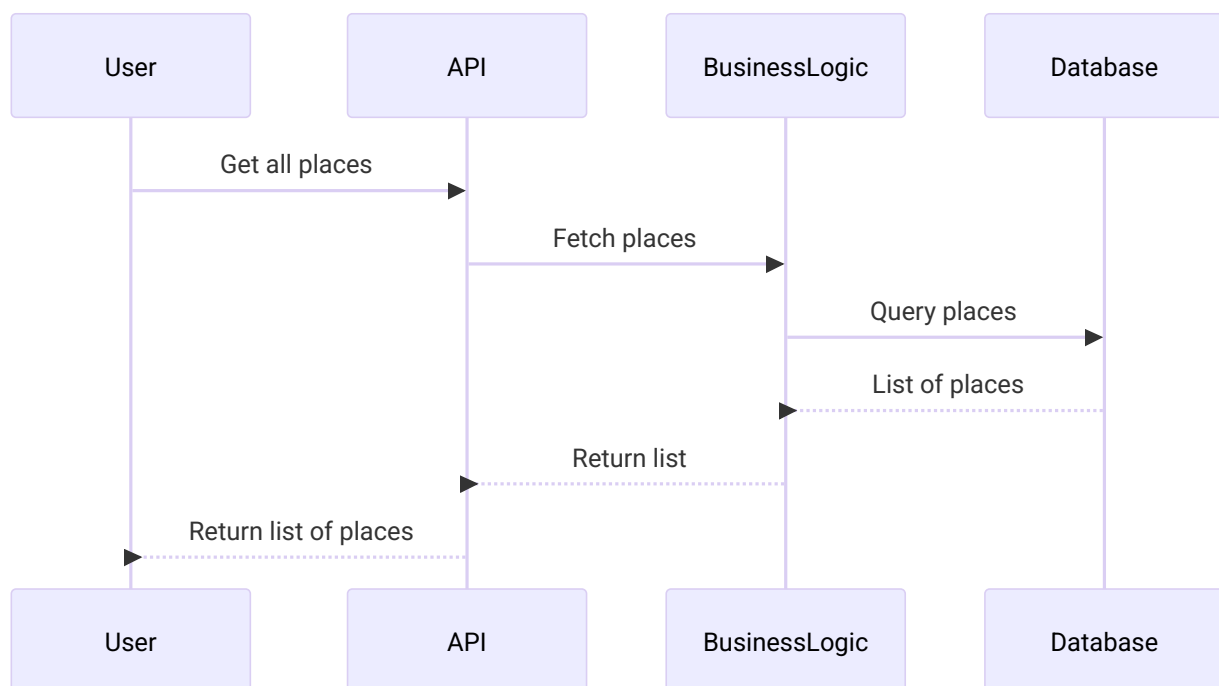 User
API
BusinessLogic
Database
Get all places
Fetch places
Query places
List of places
Return list
Return list of places
User
API
BusinessLogic
Database